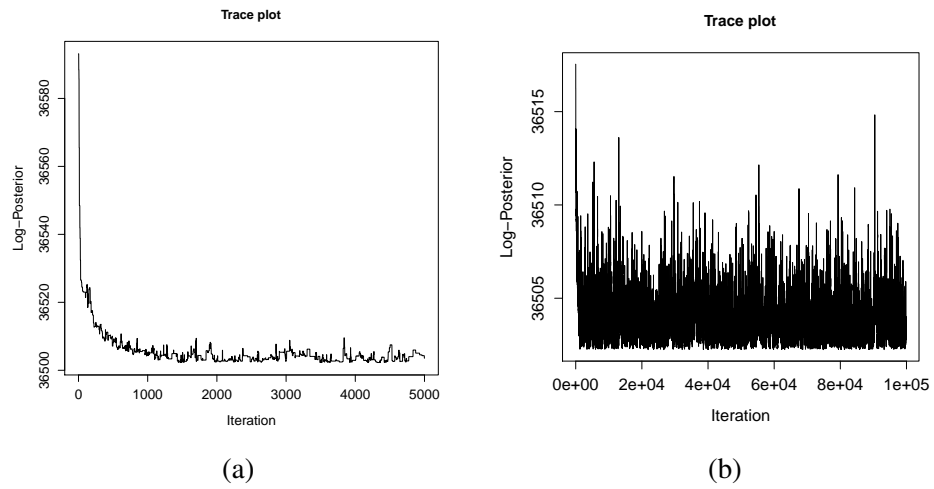 Trace plot
Log-Posterior
36500 36520 36540 36560 36580
0 1000 2000 3000 4000 5000
Iteration
(a)
Trace plot
Log-Posterior
36505 36510 36515
0e+00 2e+04 4e+04 6e+04 8e+04 1e+05
Iteration
(b)